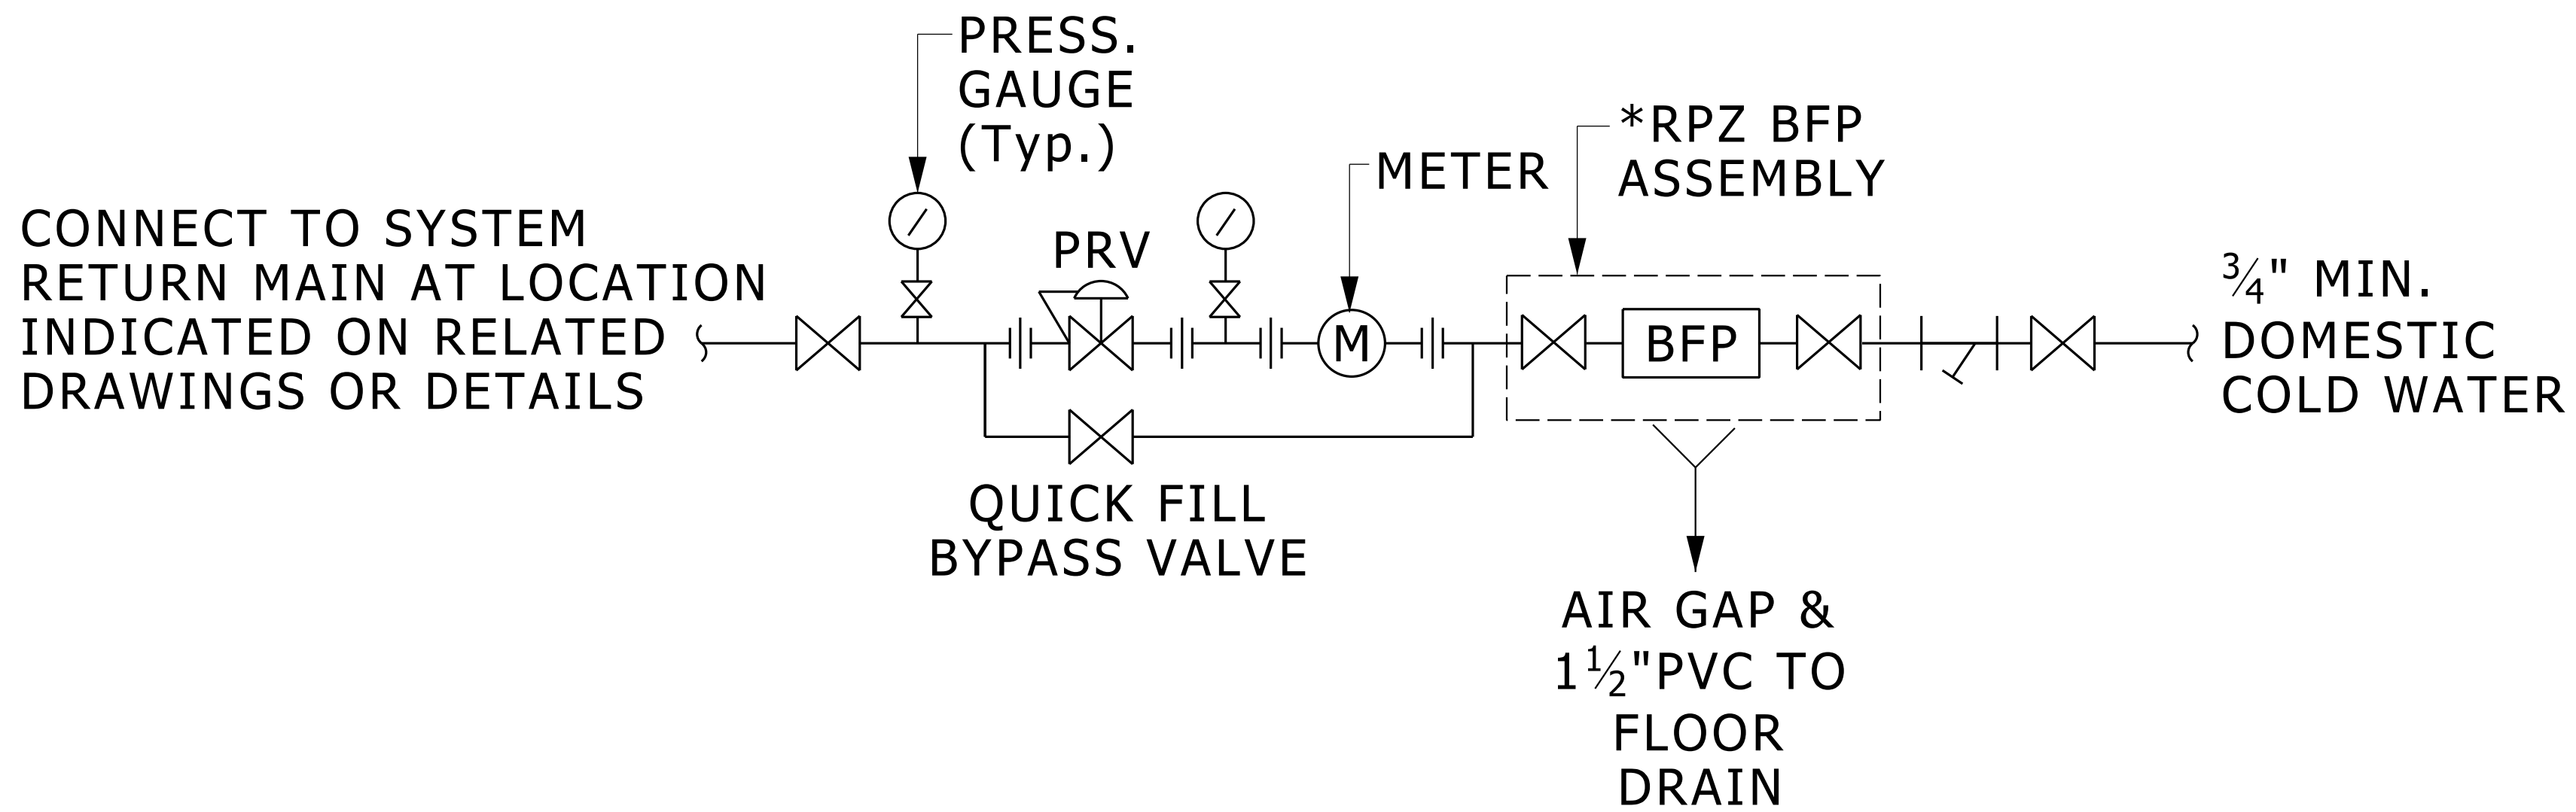 PRESS.
GAUGE
(Typ.)
*RPZ BFP
ASSEMBLY
METER
CONNECT TO SYSTEM
RETURN MAIN AT LOCATION
INDICATED ON RELATED
DRAWINGS OR DETAILS
PRV
M
BFP
¾" MIN.
DOMESTIC
COLD WATER
QUICK FILL
BYPASS VALVE
AIR GAP &
1½"PVC TO
FLOOR
DRAIN